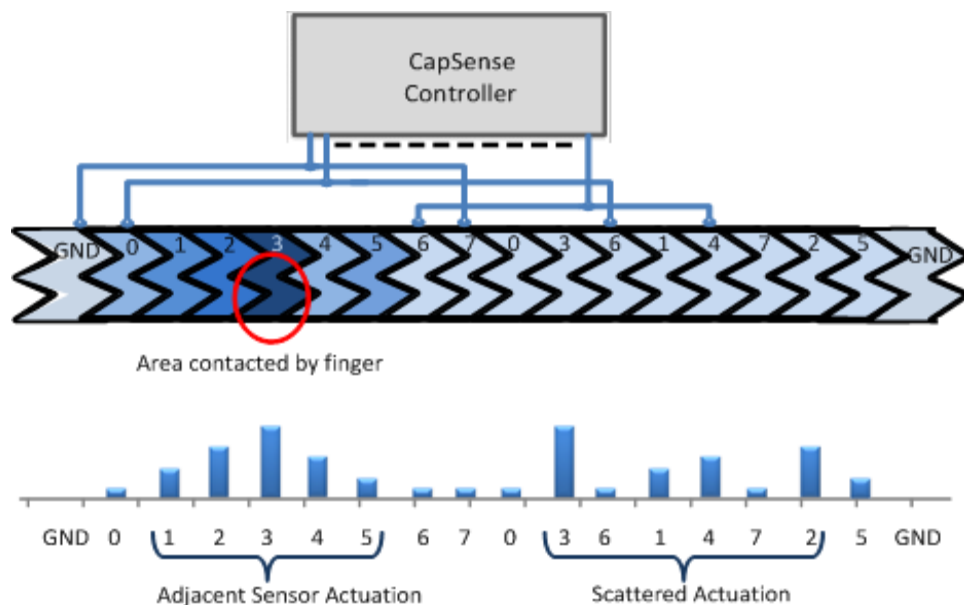 CapSense
Controller
GND 0 1 2 3 4 5 6 7 0 3 6 1 4 7 2 5 GND
Area contacted by finger
GND 0 1 2 3 4 5 6 7 0 3 6 1 4 7 2 5 GND
Adjacent Sensor Actuation Scattered Actuation